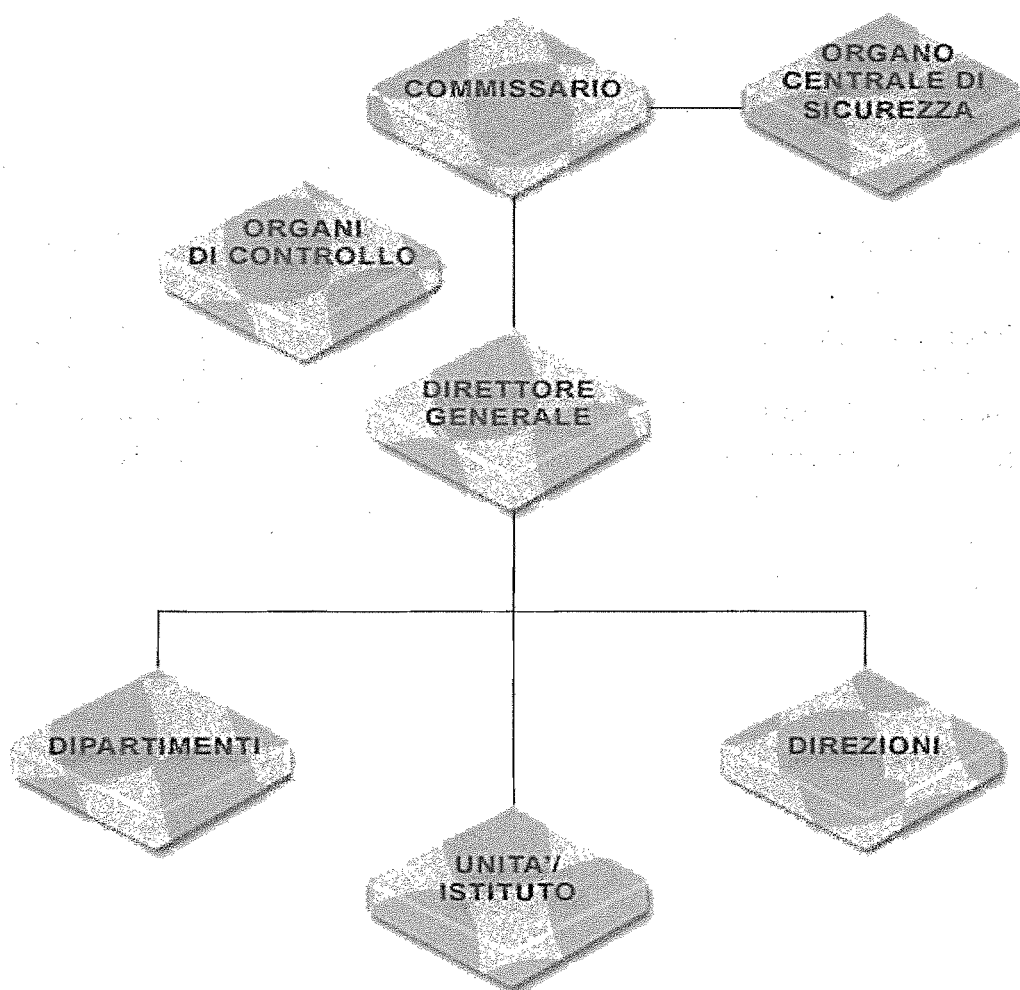 COMMISSARIO
ORGANO
CENTRALE DI
SICUREZZA
ORGANI
DI CONTROLLO
DIRETTORE
GENERALE
DIPARTIMENTI
DIREZIONI
UNITA'/
ISTITUTO